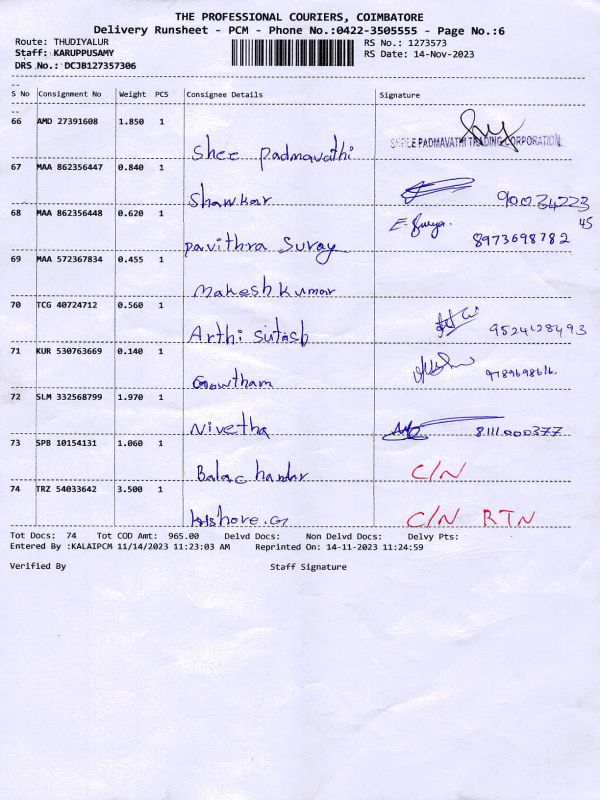 THE PROFESSIONAL COURIERS, COIMBATORE
Delivery Runsheet - PCM - Phone No.:0422-3505555 - Page No.:6
Route: THUDIYALUR RS No.: 1273573
Staff: KARUPPUSAMY RS Date: 14-Nov-2023
DRS No.: DCJB127357306
S No Consignment No Weight PCS Consignee Details Signature
66 AMD 27391608 1.850 1
Shee Padmavathi SHREE PADMAVATHI TRADING CORPORATION
67 MAA 862356447 0.840 1
Shankar 90034223
45
68 MAA 862356448 0.620 1
Pavithra Suray 8973698782
69 MAA 572367834 0.455 1
Makesh kumar
70 TCG 40724712 0.560 1
Arthi Sutash 9524128493
71 KUR 530763669 0.140 1
Gowtham 9789698616.
72 SLM 332568799 1.970 1
Nivetha 8111000377
73 SPB 10154131 1.060 1
Balachandar C/N
74 TRZ 54033642 3.500 1
kishore.G C/N RTN
Tot Docs: 74 Tot COD Amt: 965.00 Delvd Docs: Non Delvd Docs: Delvy Pts:
Entered By :KALAIPCM 11/14/2023 11:23:03 AM Reprinted On: 14-11-2023 11:24:59
Verified By Staff Signature